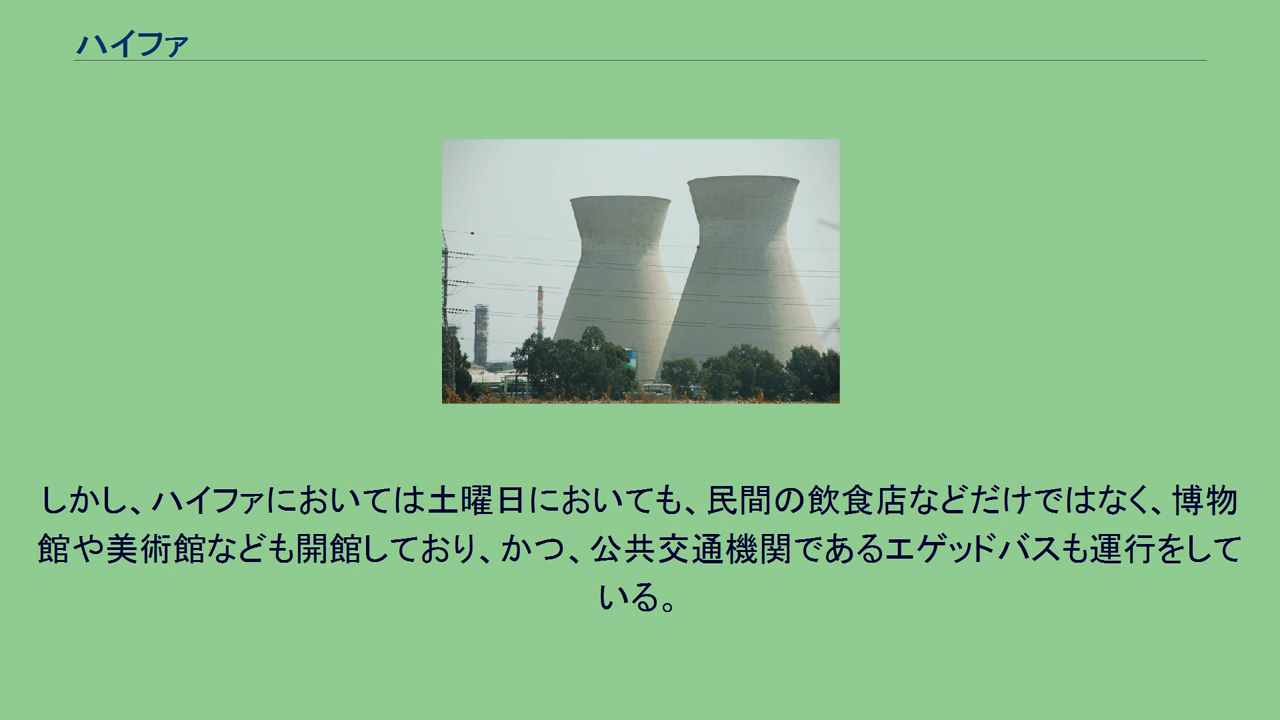 ハイファ
しかし、ハイファにおいては土曜日においても、民間の飲食店などだけではなく、博物
館や美術館なども開館しており、かつ、公共交通機関であるエゲッドバスも運行をして
いる。